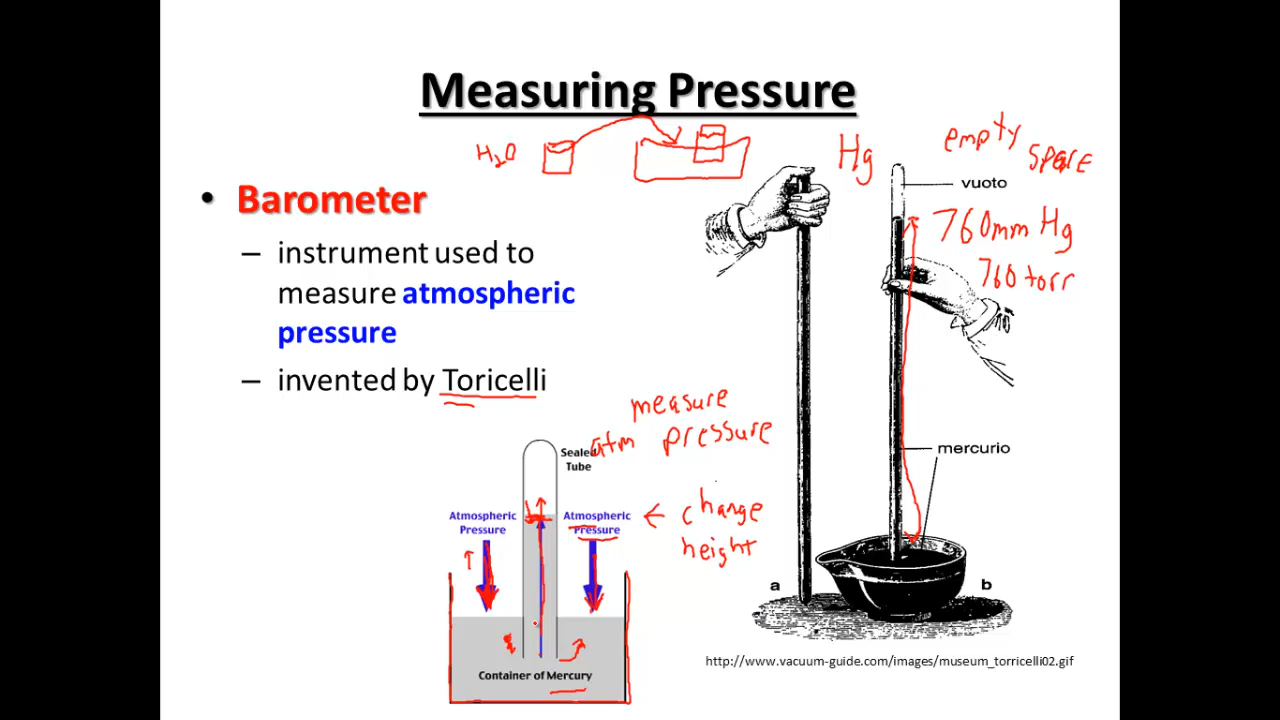 Measuring Pressure
H2O
Hg
empty
space
• Barometer
– instrument used to
measure atmospheric
pressure
– invented by Toricelli
vuoto
760mm Hg
760 torr
mercurio
measure
atm pressure
Sealed
Tube
Atmospheric
Pressure
Atmospheric
Pressure
← change
height
Container of Mercury
a
b
http://www.vacuum-guide.com/images/museum_torricelli02.gif